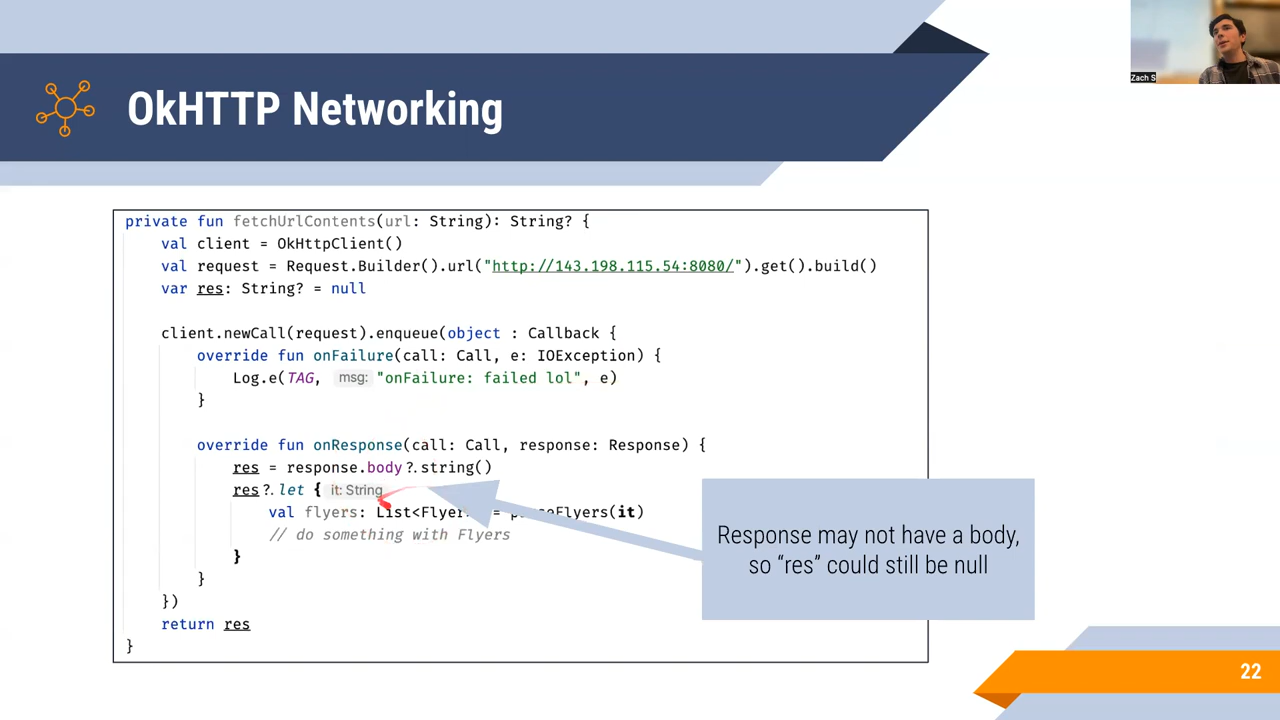 Zach S
OkHTTP Networking
private fun fetchUrlContents(url: String): String? {
val client = OkHttpClient()
val request = Request.Builder().url("http://143.198.115.54:8080/").get().build()
var res: String? = null
client.newCall(request).enqueue(object : Callback {
override fun onFailure(call: Call, e: IOException) {
Log.e(TAG, msg: "onFailure: failed lol", e)
}
override fun onResponse(call: Call, response: Response) {
res = response.body?.string()
res?.let { it: String
val flyers: List<Flyer> = parseFlyers(it)
// do something with Flyers
}
}
})
return res
}
Response may not have a body,
so “res” could still be null
22